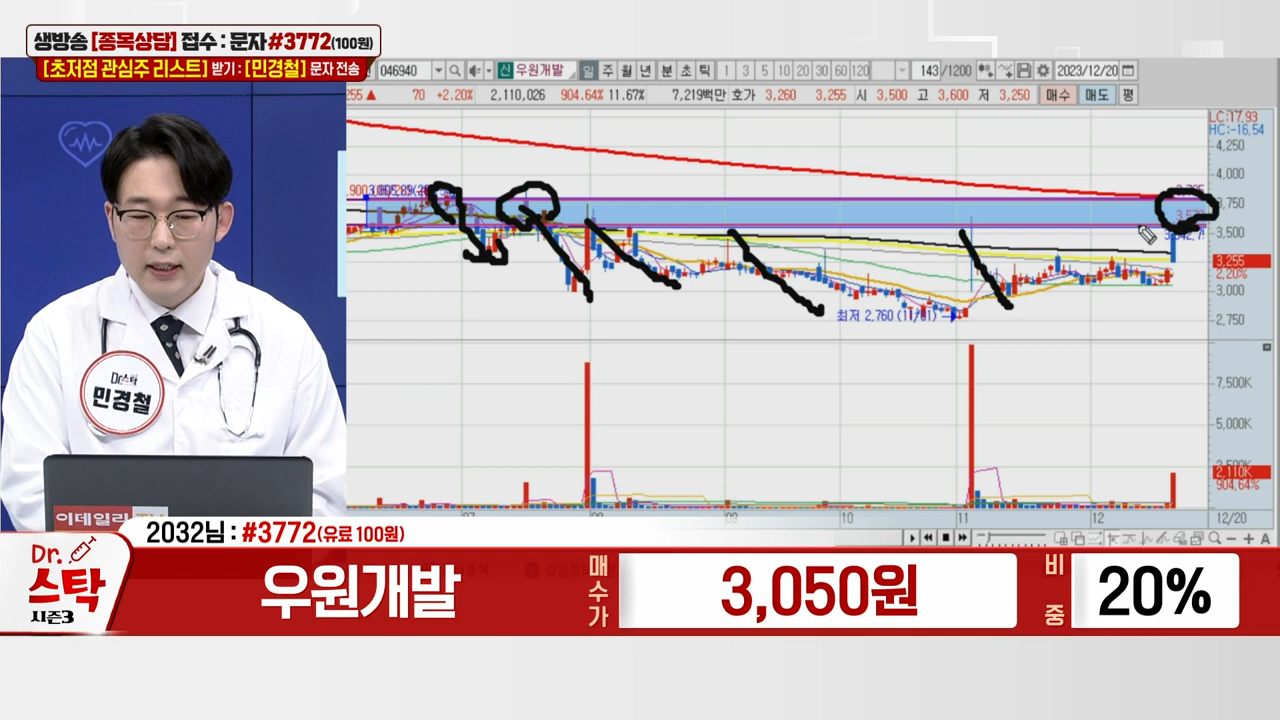 생방송 [종목상담] 접수 : 문자#3772(100원)
[초저점 관심주 리스트] 받기 : [민경철] 문자 전송
046940 신 우원개발 일 주 월 년 분 초 틱 1 3 5 10 20 30 60 120 143/1200 2023/12/20
255▲ 70 +2.20% 2,110,026 904.64% 11.67% 7,219백만 호가 3,260 3,255 시 3,500 고 3,600 저 3,250 매수 매도 평
LC:17.93
HC:-16.54
4,250
4,000
3,750
3,500
3,255
2.20%
3,000
2,750
최저 2,760
7,500K
5,000K
2,110K
904.64%
09 10 11 12 12/20
Dr.스탁
민경철
이데일리 TV
2032님 : #3772(유료 100원)
Dr.
스탁
시즌3
우원개발
매수가
3,050원
비중
20%